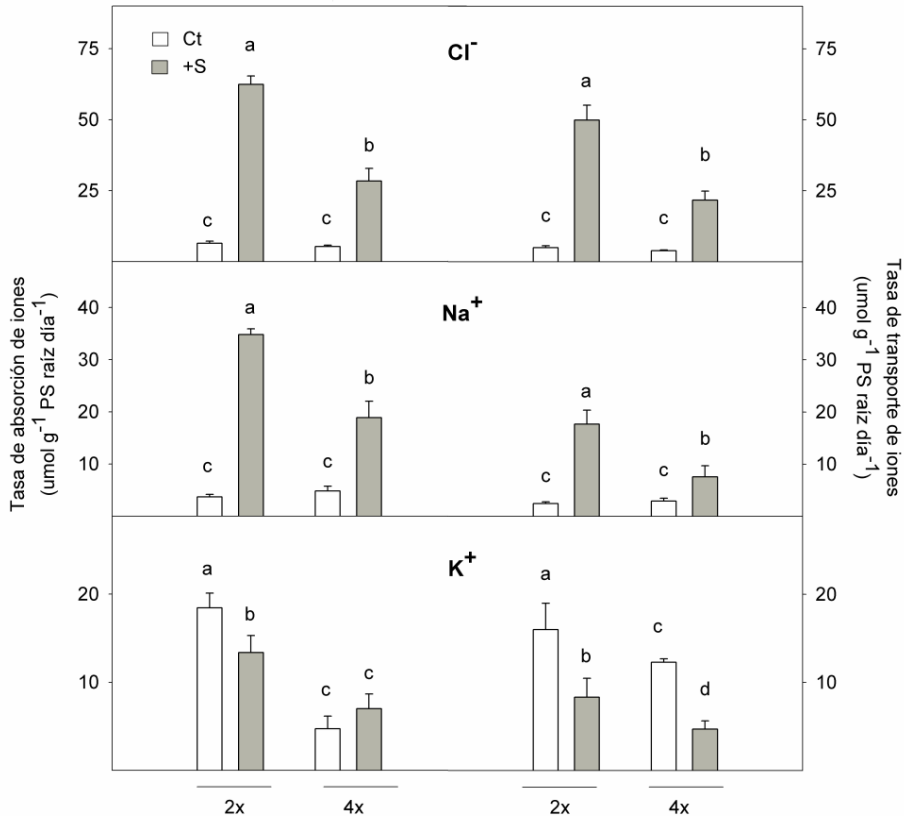 Ct
+S
Cl-
75
50
25
a
b
c
c
a
b
c
c
75
50
25
Na+
40
30
20
10
a
b
c
c
a
b
c
c
40
30
20
10
K+
20
10
a
b
c
c
a
b
c
d
20
10
2x
4x
2x
4x
Tasa de absorción de iones
(umol g-1 PS raíz día-1)
Tasa de transporte de iones
(umol g-1 PS raíz día-1)